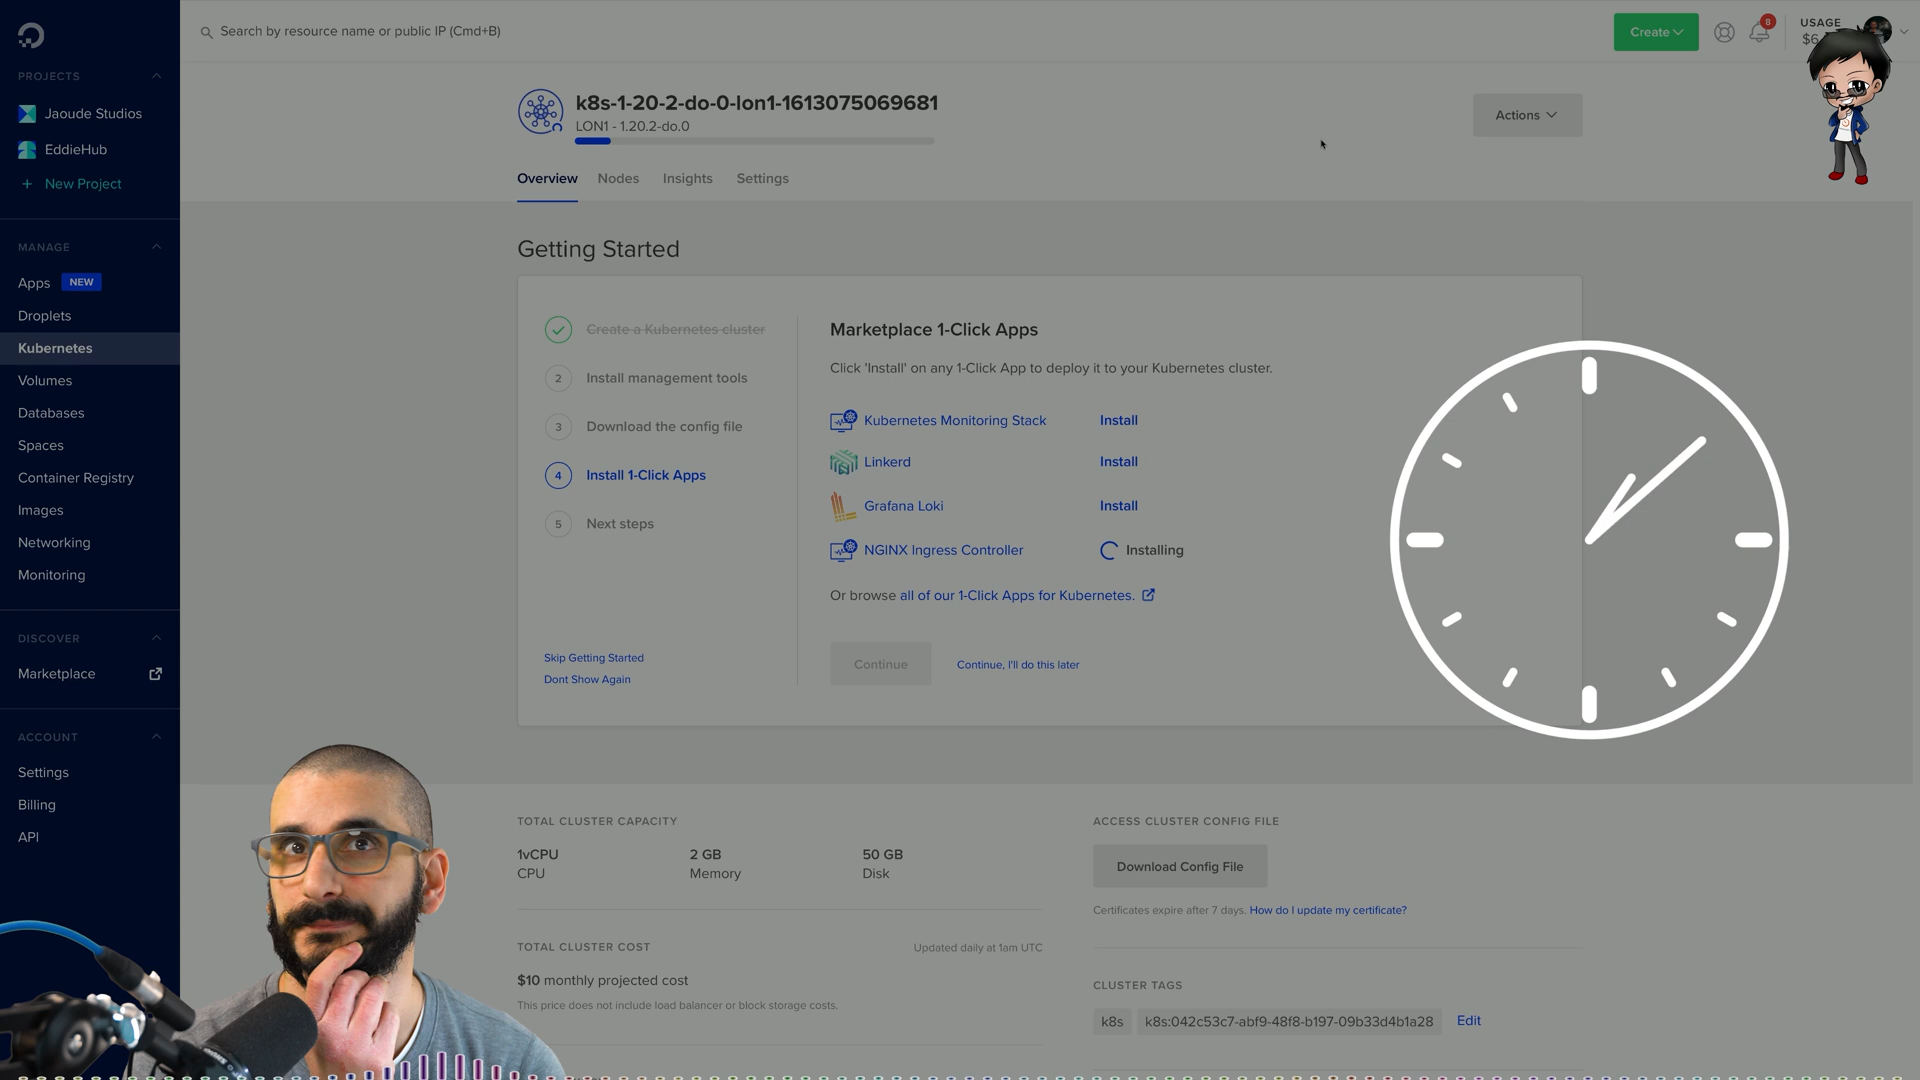 Search by resource name or public IP (Cmd+B)
Create
8
USAGE
PROJECTS
Jaoude Studios
EddieHub
+ New Project
MANAGE
Apps NEW
Droplets
Kubernetes
Volumes
Databases
Spaces
Container Registry
Images
Networking
Monitoring
DISCOVER
Marketplace
ACCOUNT
Settings
Billing
API
k8s-1-20-2-do-0-lon1-1613075069681
LON1 - 1.20.2-do.0
Actions
Overview Nodes Insights Settings
Getting Started
Create a Kubernetes cluster
2 Install management tools
3 Download the config file
4 Install 1-Click Apps
5 Next steps
Skip Getting Started
Dont Show Again
Marketplace 1-Click Apps
Click 'Install' on any 1-Click App to deploy it to your Kubernetes cluster.
Kubernetes Monitoring Stack Install
Linkerd Install
Grafana Loki Install
NGINX Ingress Controller Installing
Or browse all of our 1-Click Apps for Kubernetes.
Continue Continue, I'll do this later
TOTAL CLUSTER CAPACITY
1vCPU 2 GB 50 GB
CPU Memory Disk
TOTAL CLUSTER COST Updated daily at 1am UTC
$10 monthly projected cost
This price does not include load balancer or block storage costs.
ACCESS CLUSTER CONFIG FILE
Download Config File
Certificates expire after 7 days. How do I update my certificate?
CLUSTER TAGS
k8s k8s:042c53c7-abf9-48f8-b197-09b33d4b1a28 Edit